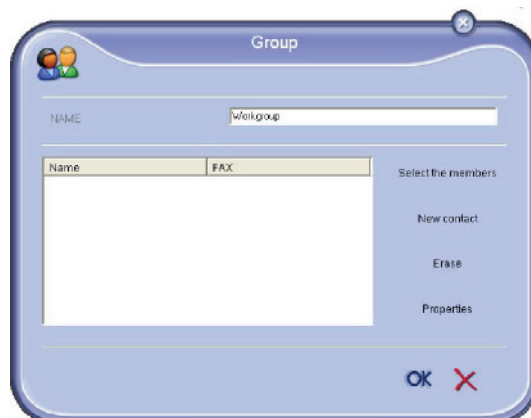 Group
NAME
Workgroup
Name FAX
Select the members
New contact
Erase
Properties
OK